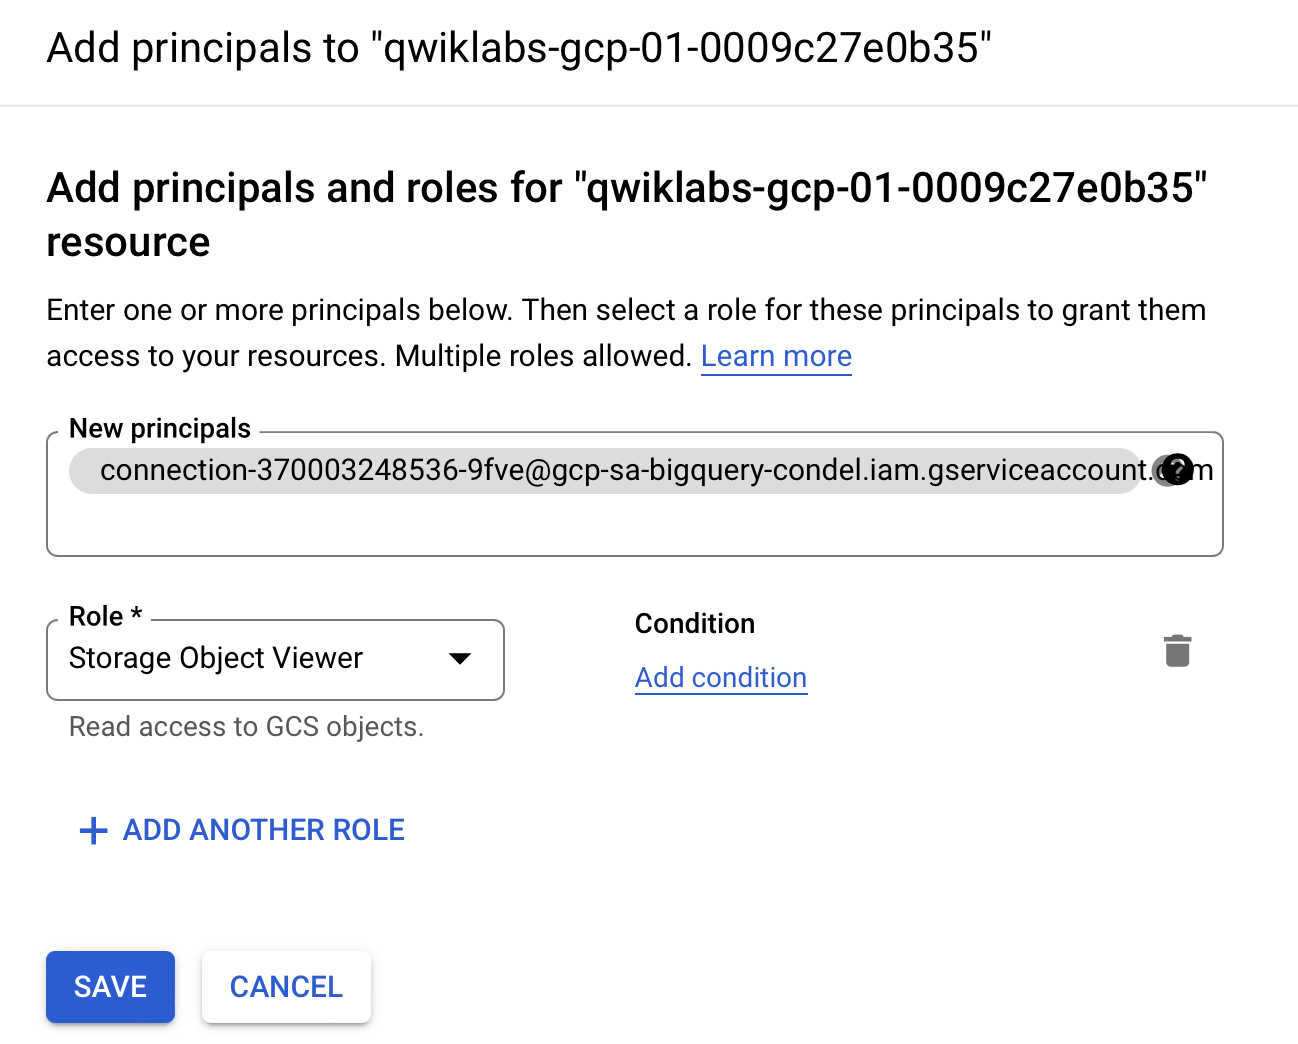 Add principals to "qwiklabs-gcp-01-0009c27e0b35"
Add principals and roles for "qwiklabs-gcp-01-0009c27e0b35"
resource
Enter one or more principals below. Then select a role for these principals to grant them
access to your resources. Multiple roles allowed. Learn more
New principals
connection-370003248536-9fve@gcp-sa-bigquery-condel.iam.gserviceaccount.com
Role *
Storage Object Viewer
Read access to GCS objects.
Condition
Add condition
ADD ANOTHER ROLE
SAVE
CANCEL